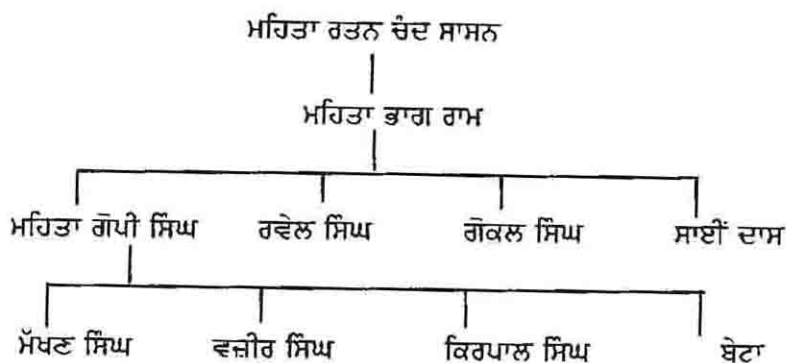 ਮਹਿਤਾ ਰਤਨ ਚੰਦ ਸਾਸਨ
ਮਹਿਤਾ ਭਾਗ ਰਾਮ
ਮਹਿਤਾ ਗੋਪੀ ਸਿੰਘ ਰਵੇਲ ਸਿੰਘ ਗੋਕਲ ਸਿੰਘ ਸਾਈਂ ਦਾਸ
ਮੱਖਣ ਸਿੰਘ ਵਜ਼ੀਰ ਸਿੰਘ ਕਿਰਪਾਲ ਸਿੰਘ ਬੇਟਾ